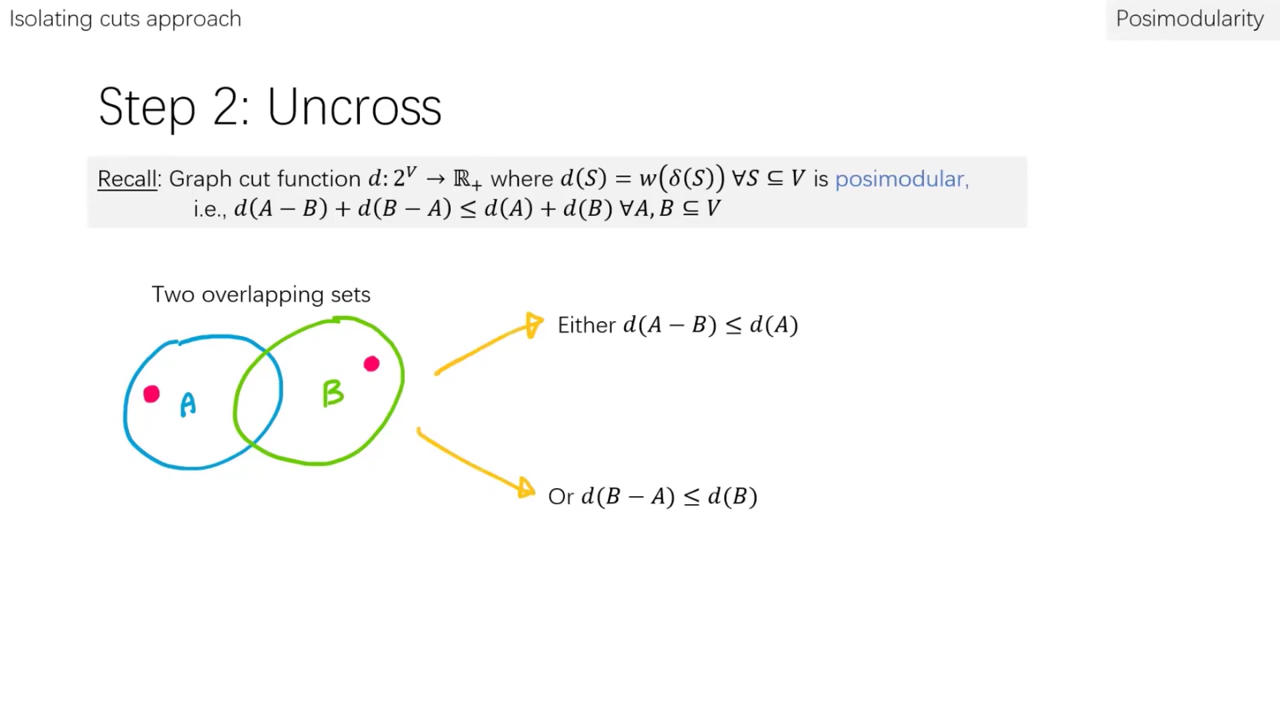 Isolating cuts approach
Posimodularity
Step 2: Uncross
Recall: Graph cut function 𝑑: 2^𝑉 → ℝ₊ where 𝑑(𝑆) = 𝑤(𝛿(𝑆)) ∀𝑆 ⊆ 𝑉 is posimodular,
i.e., 𝑑(𝐴 − 𝐵) + 𝑑(𝐵 − 𝐴) ≤ 𝑑(𝐴) + 𝑑(𝐵) ∀𝐴, 𝐵 ⊆ 𝑉
Two overlapping sets
Either 𝑑(𝐴 − 𝐵) ≤ 𝑑(𝐴)
A
B
Or 𝑑(𝐵 − 𝐴) ≤ 𝑑(𝐵)